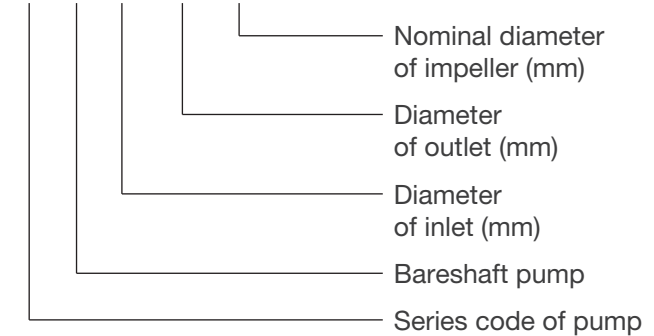 Nominal diameter
of impeller (mm)
Diameter
of outlet (mm)
Diameter
of inlet (mm)
Bareshaft pump
Series code of pump